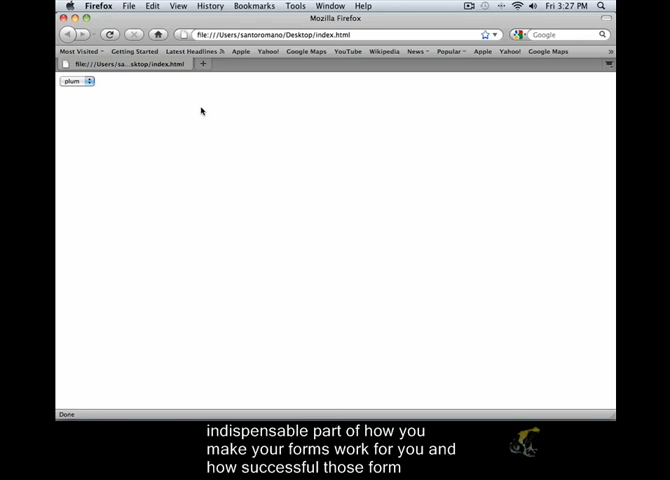 Firefox File Edit View History Bookmarks Tools Window Help Fri 3:27 PM
Mozilla Firefox
file:///Users/santoromano/Desktop/index.html Google
Most Visited Getting Started Latest Headlines Apple Yahoo! Google Maps YouTube Wikipedia News Popular Apple Yahoo! Google Maps »
file:///Users/sa...sktop/index.html +
plum
Done
indispensable part of how you
make your forms work for you and
how successful those form